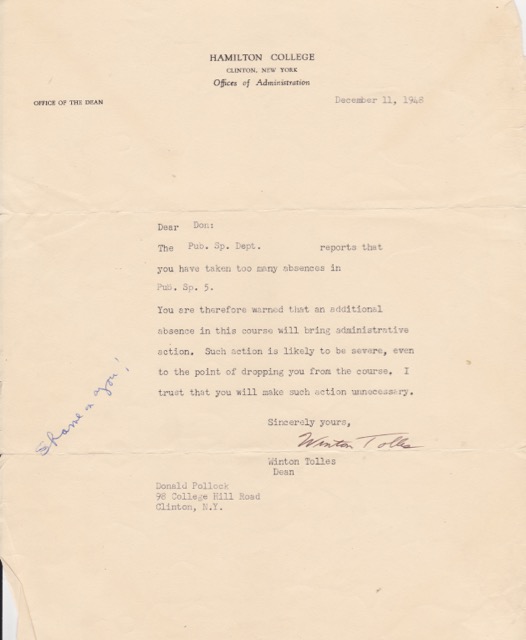 HAMILTON COLLEGE
CLINTON, NEW YORK
Offices of Administration
OFFICE OF THE DEAN
December 11, 1948
Dear Don:
The Pub. Sp. Dept. reports that
you have taken too many absences in
Pub. Sp. 5.
You are therefore warned that an additional
absence in this course will bring administrative
action. Such action is likely to be severe, even
to the point of dropping you from the course. I
trust that you will make such action unnecessary.
Shame on you!
Sincerely yours,
Winton Tolles
Winton Tolles
Dean
Donald Pollock
98 College Hill Road
Clinton, N.Y.